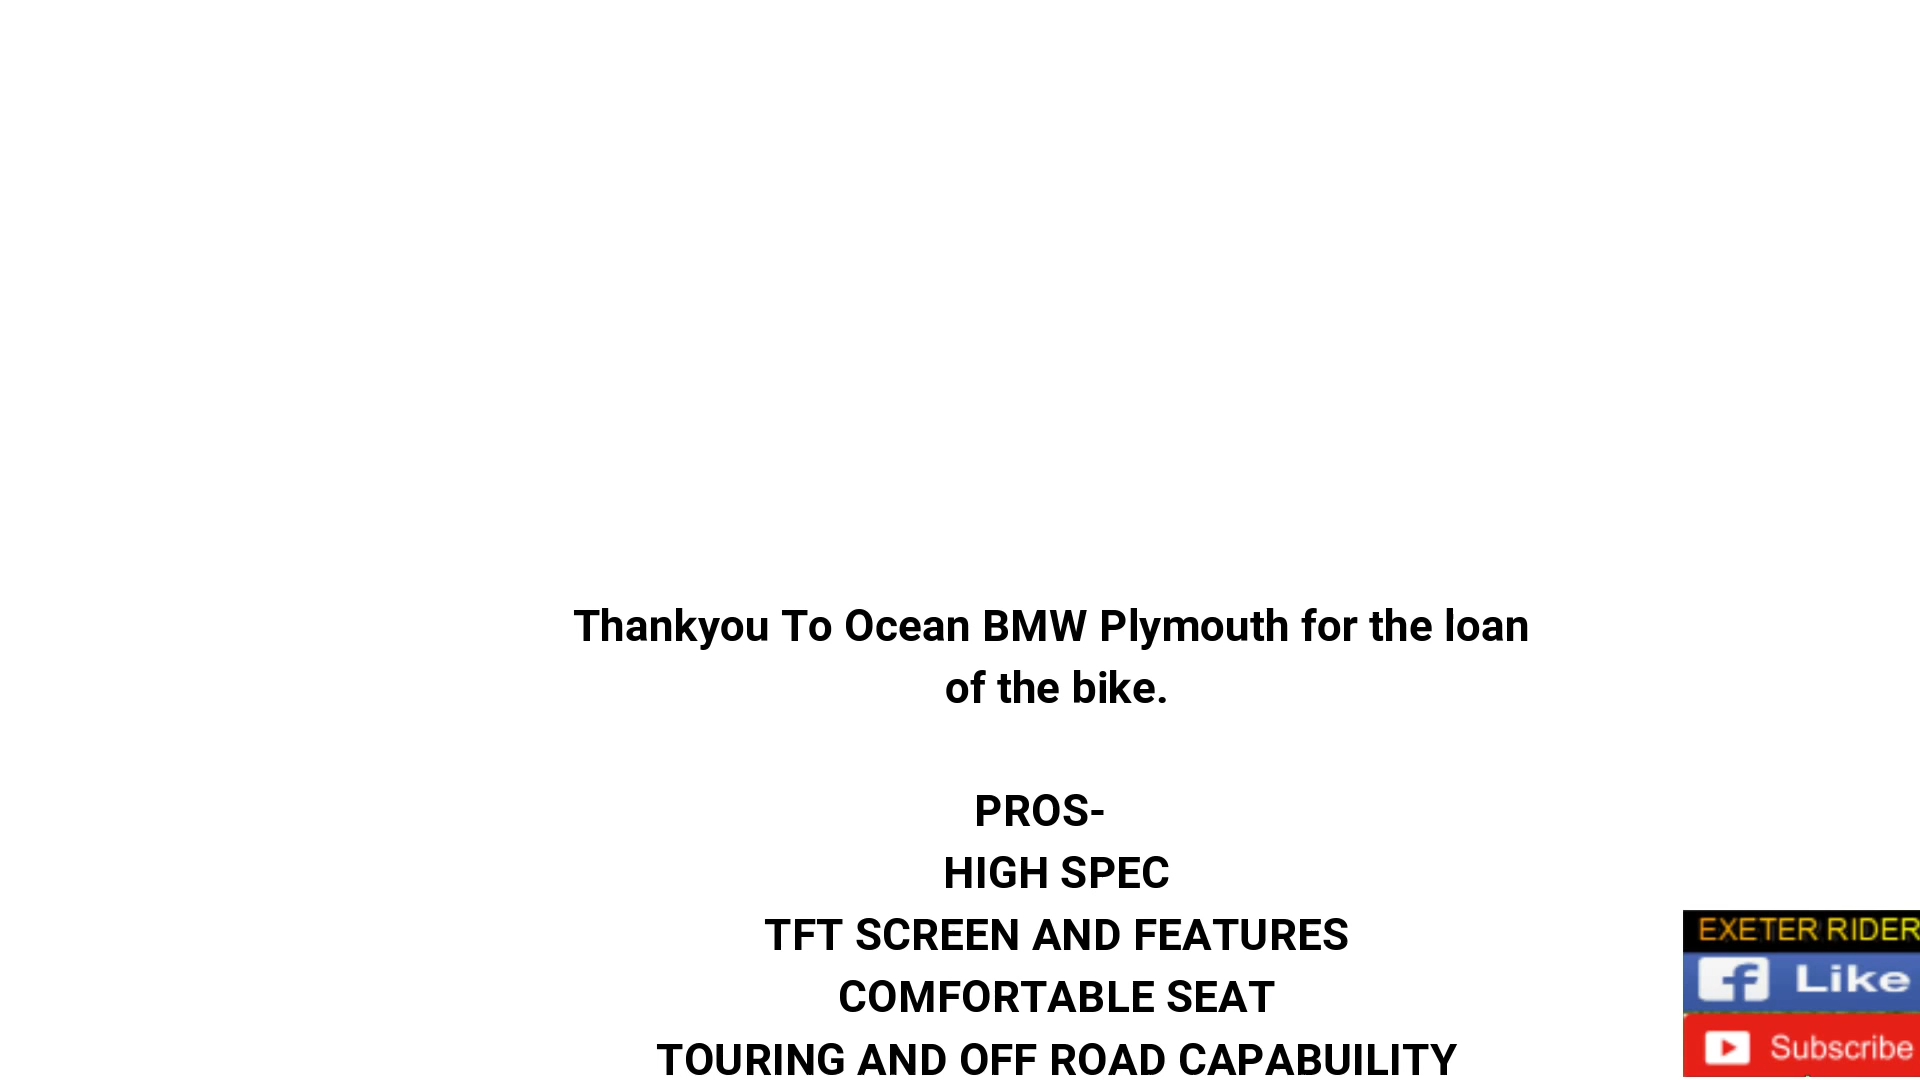 Thankyou To Ocean BMW Plymouth for the loan
of the bike.
PROS-
HIGH SPEC
TFT SCREEN AND FEATURES
COMFORTABLE SEAT
TOURING AND OFF ROAD CAPABUILITY
EXETER RIDER
Like
Subscribe